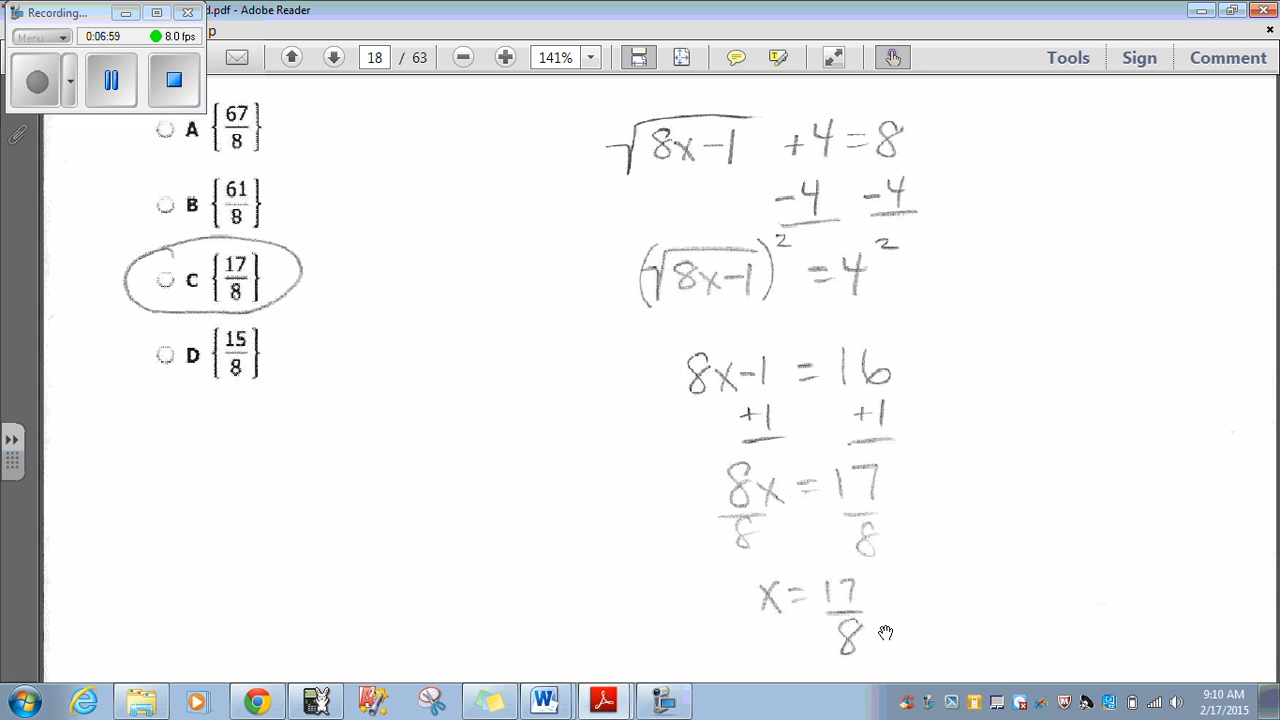 Recording...
d.pdf - Adobe Reader
Menu
0:06:59
8.0 fps
p
18 / 63
141%
Tools
Sign
Comment
A {67/8}
B {61/8}
C {17/8}
D {15/8}
√8x-1 +4=8
-4 -4
(√8x-1)² =4²
8x-1 = 16
+1 +1
8x = 17
8 8
x = 17/8
9:10 AM
2/17/2015